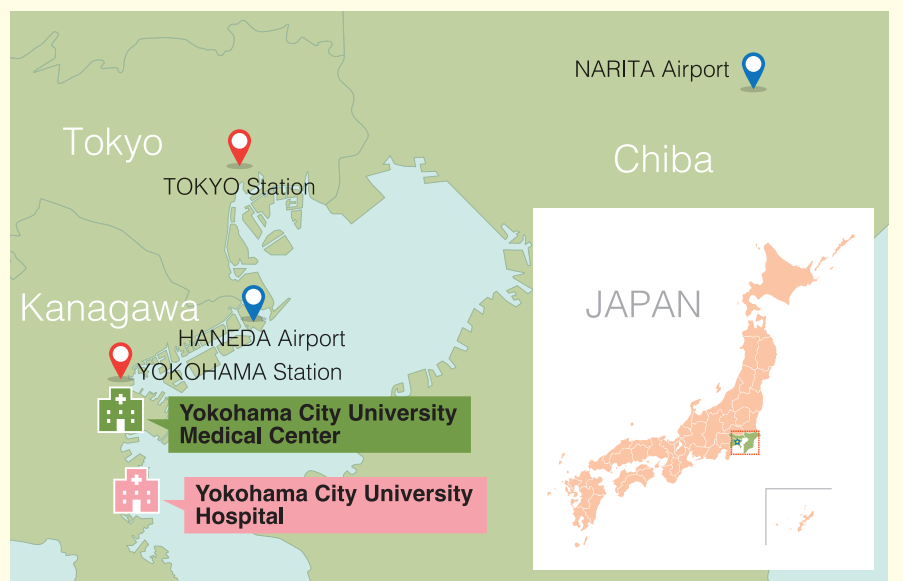 NARITA Airport
Tokyo
Chiba
TOKYO Station
Kanagawa
JAPAN
HANEDA Airport
YOKOHAMA Station
Yokohama City University
Medical Center
Yokohama City University
Hospital